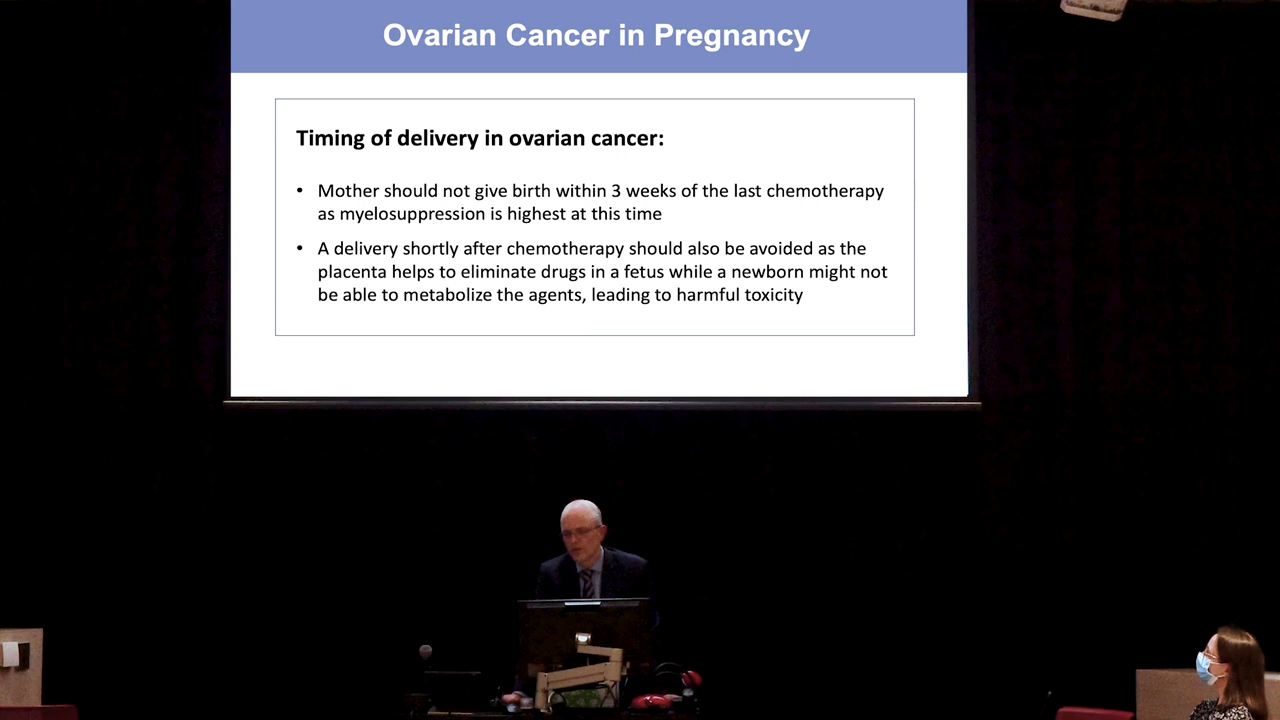 Ovarian Cancer in Pregnancy
Timing of delivery in ovarian cancer:
• Mother should not give birth within 3 weeks of the last chemotherapy
as myelosuppression is highest at this time
• A delivery shortly after chemotherapy should also be avoided as the
placenta helps to eliminate drugs in a fetus while a newborn might not
be able to metabolize the agents, leading to harmful toxicity